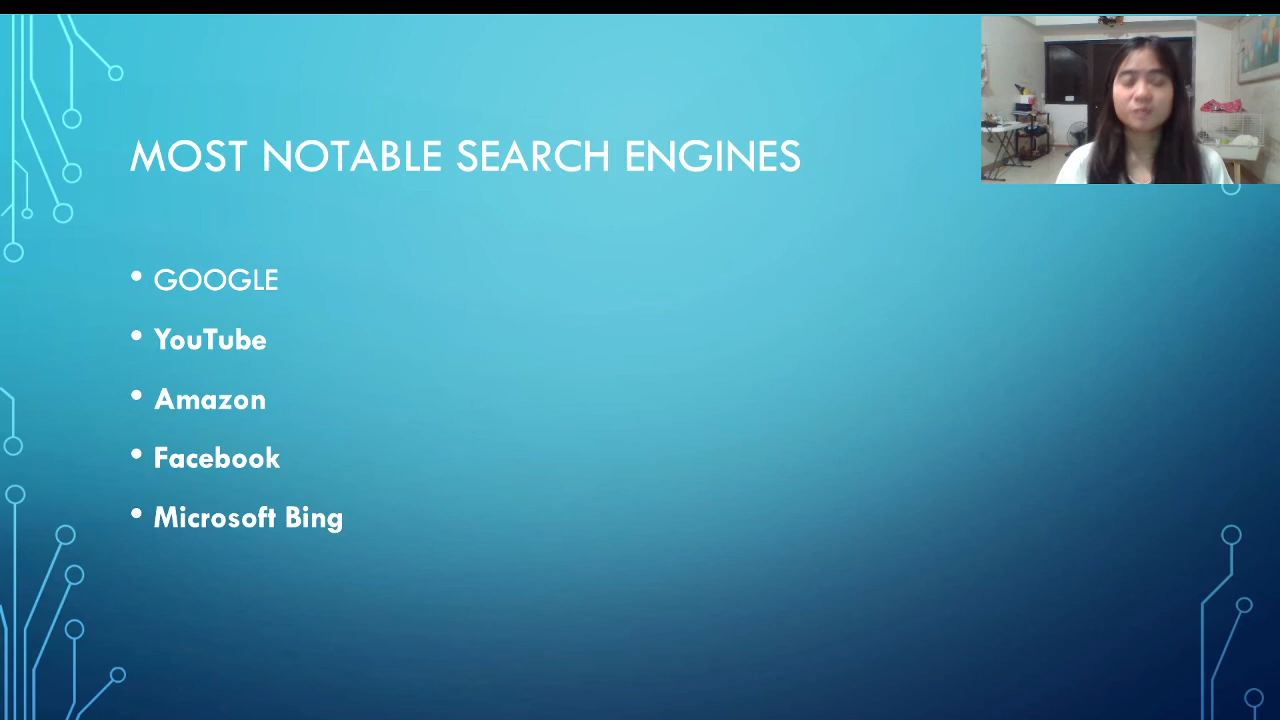 MOST NOTABLE SEARCH ENGINES
• GOOGLE
• YouTube
• Amazon
• Facebook
• Microsoft Bing